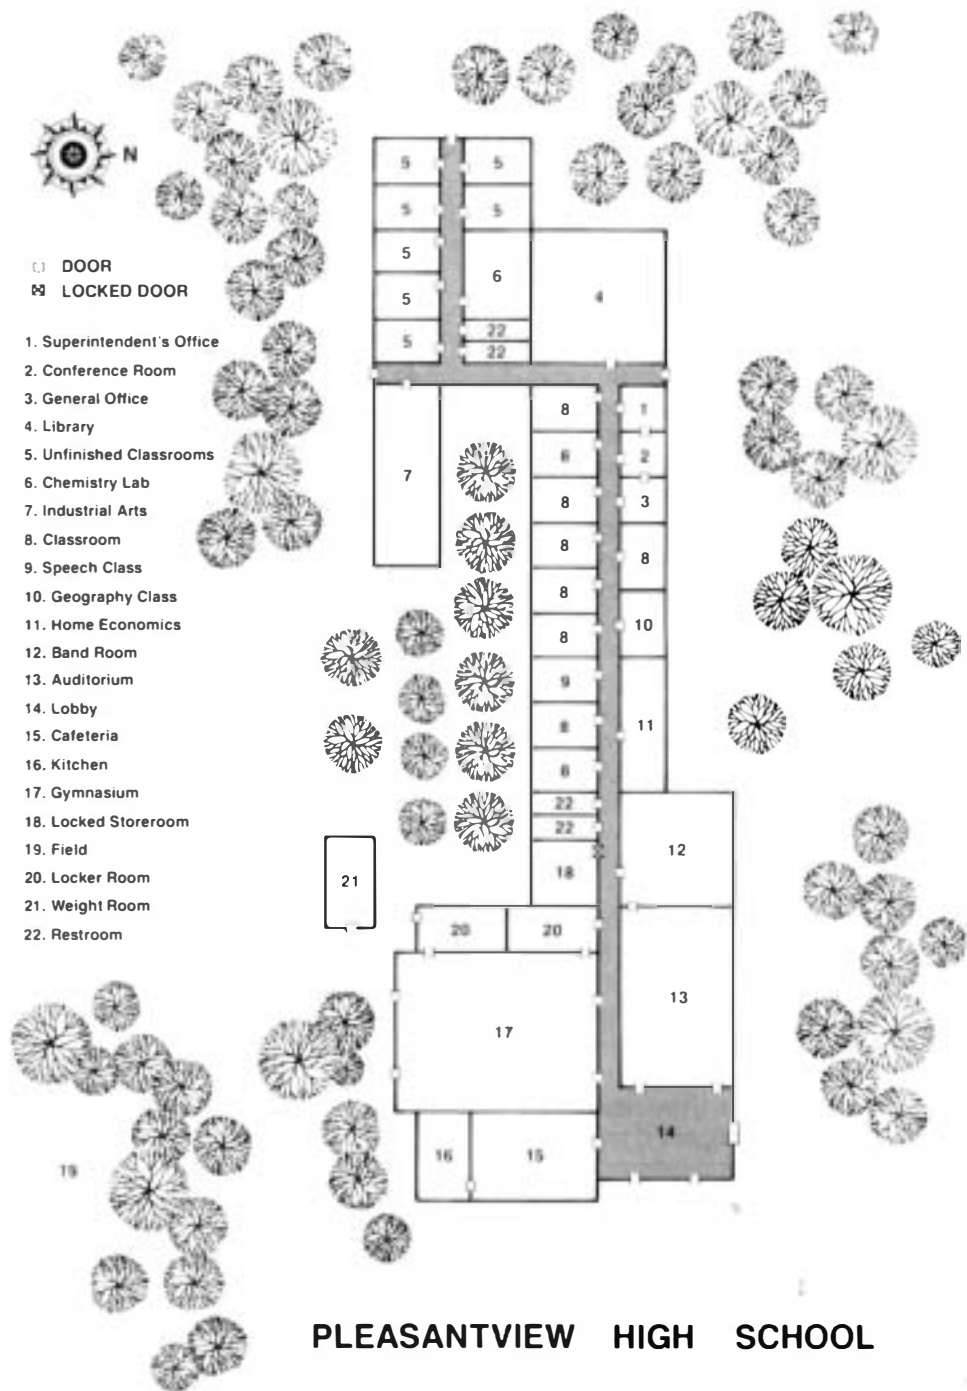 N
DOOR
LOCKED DOOR
1. Superintendent's Office
2. Conference Room
3. General Office
4. Library
5. Unfinished Classrooms
6. Chemistry Lab
7. Industrial Arts
8. Classroom
9. Speech Class
10. Geography Class
11. Home Economics
12. Band Room
13. Auditorium
14. Lobby
15. Cafeteria
16. Kitchen
17. Gymnasium
18. Locked Storeroom
19. Field
20. Locker Room
21. Weight Room
22. Restroom
5 5
5 5
5
6
4
5
22
5
22
8 1
8 2
7
8 3
8 8
8
8 10
9
8 11
8
22
22
12
18
21
20 20
13
17
14
16 15
19
PLEASANTVIEW HIGH SCHOOL